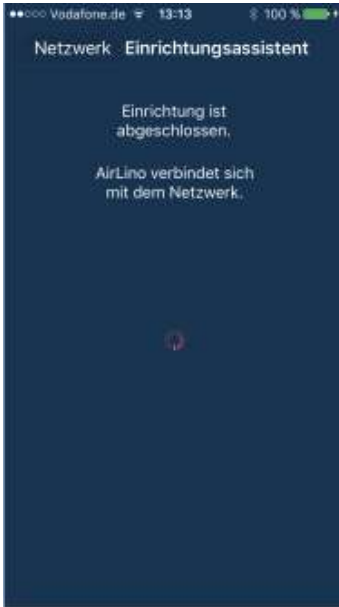 Vodafone.de 13:13 100 %
Netzwerk Einrichtungsassistent
Einrichtung ist
abgeschlossen.
AirLino verbindet sich
mit dem Netzwerk.